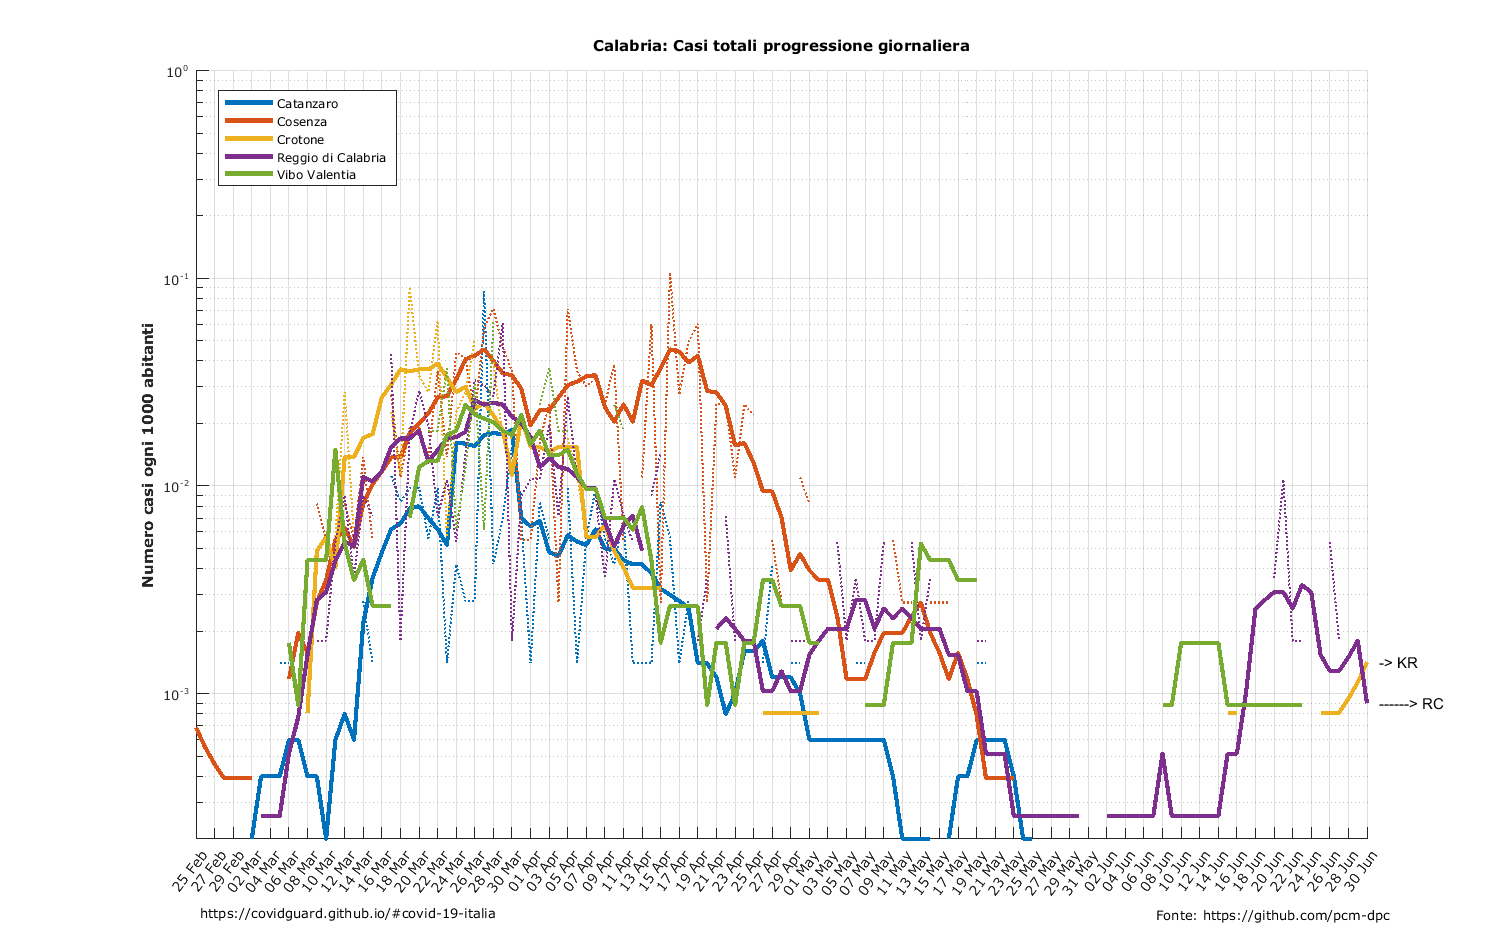 Calabria: Casi totali progressione giornaliera
10⁰
10⁻¹
10⁻²
10⁻³
Numero casi ogni 1000 abitanti
Catanzaro
Cosenza
Crotone
Reggio di Calabria
Vibo Valentia
-> KR
------> RC
25 Feb
27 Feb
29 Feb
02 Mar
04 Mar
06 Mar
08 Mar
10 Mar
12 Mar
14 Mar
16 Mar
18 Mar
20 Mar
22 Mar
24 Mar
26 Mar
28 Mar
30 Mar
01 Apr
03 Apr
05 Apr
07 Apr
09 Apr
11 Apr
13 Apr
15 Apr
17 Apr
19 Apr
21 Apr
23 Apr
25 Apr
27 Apr
29 Apr
01 May
03 May
05 May
07 May
09 May
11 May
13 May
15 May
17 May
19 May
21 May
23 May
25 May
27 May
29 May
31 May
02 Jun
04 Jun
06 Jun
08 Jun
10 Jun
12 Jun
14 Jun
16 Jun
18 Jun
20 Jun
22 Jun
24 Jun
26 Jun
28 Jun
30 Jun
https://covidguard.github.io/#covid-19-italia
Fonte: https://github.com/pcm-dpc